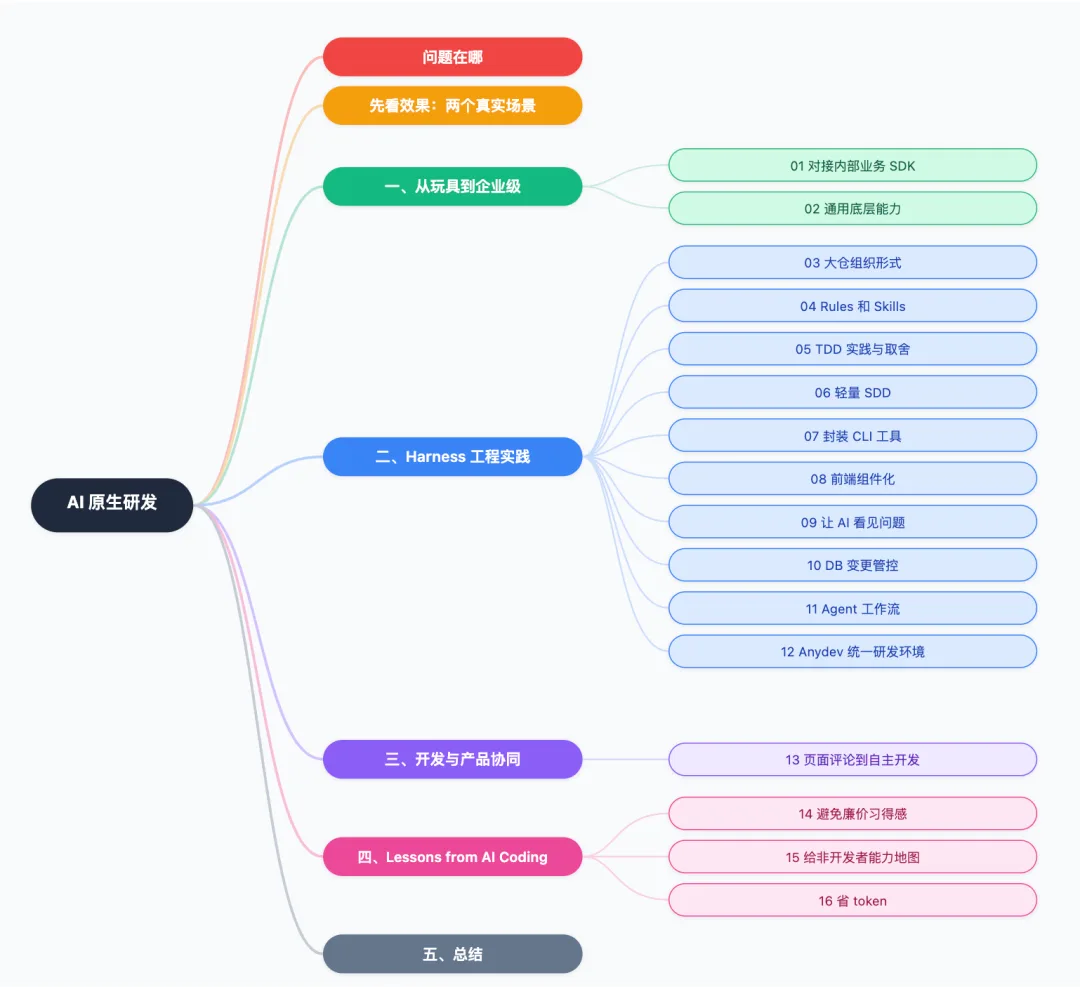 问题在哪
先看效果：两个真实场景
一、从玩具到企业级
01 对接内部业务 SDK
02 通用底层能力
03 大仓组织形式
04 Rules 和 Skills
05 TDD 实践与取舍
06 轻量 SDD
二、Harness 工程实践
07 封装 CLI 工具
08 前端组件化
AI 原生研发
09 让 AI 看见问题
10 DB 变更管控
11 Agent 工作流
12 Anydev 统一研发环境
三、开发与产品协同
13 页面评论到自主开发
14 避免廉价习得感
四、Lessons from AI Coding
15 给非开发者能力地图
16 省 token
五、总结